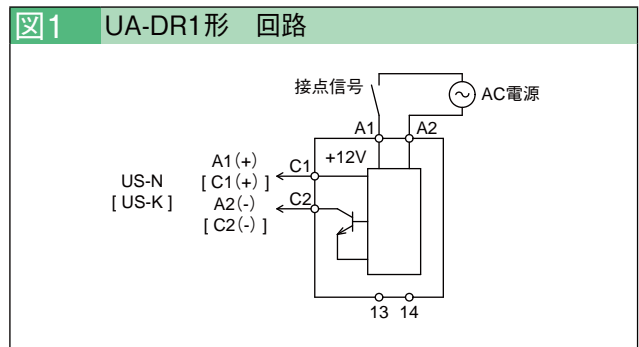 図1 UA-DR1形 回路
接点信号
AC電源
A1 A2
A1(+) C1 +12V
US-N [ C1(+) ]
[ US-K ] A2(-) C2
[ C2(-) ]
13 14